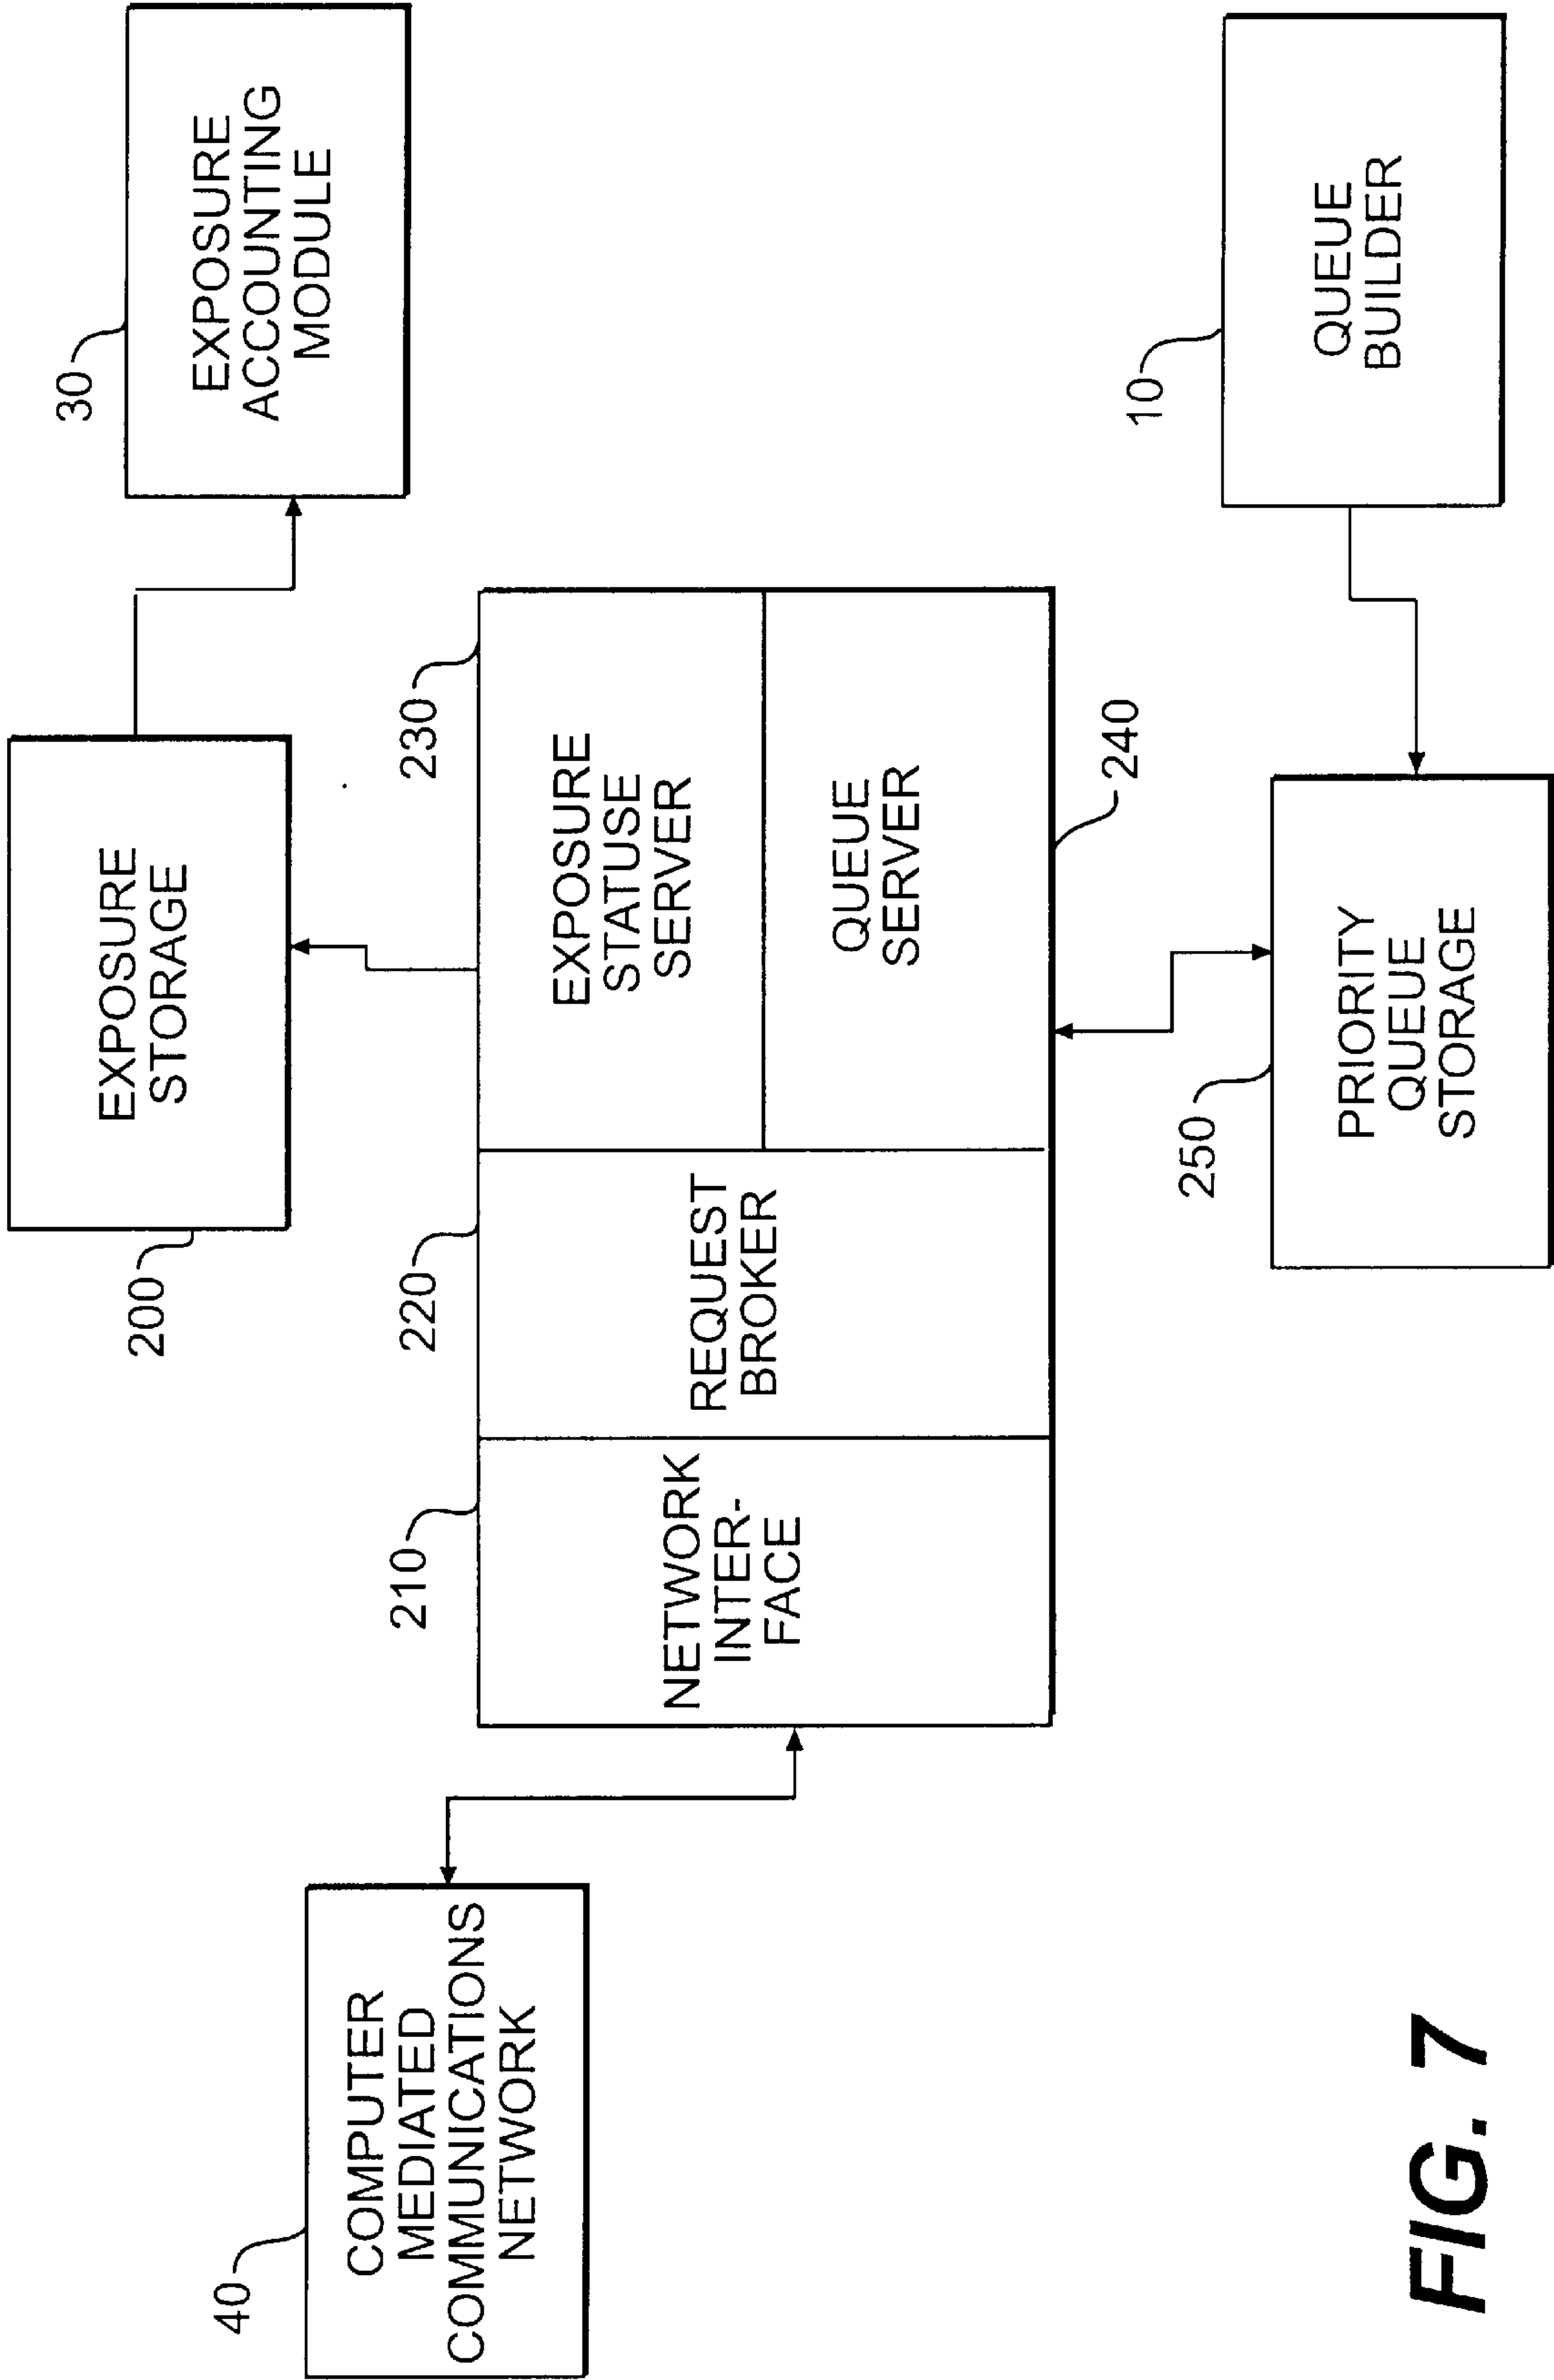 200
EXPOSURE
STORAGE
30
EXPOSURE
ACCOUNTING
MODULE
40
COMPUTER
MEDIATED
COMMUNICATIONS
NETWORK
210
NETWORK
INTER-
FACE
220
REQUEST
BROKER
230
EXPOSURE
STATUSE
SERVER
QUEUE
SERVER
240
250
PRIORITY
QUEUE
STORAGE
10
QUEUE
BUILDER
FIG. 7